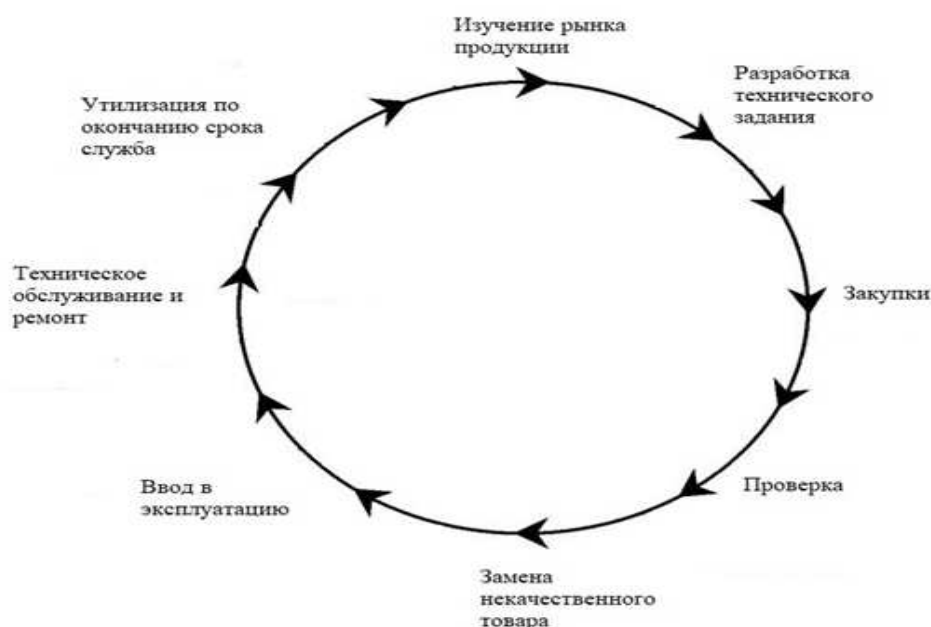 Изучение рынка
продукции
Разработка
технического
задания
Закупки
Проверка
Замена
некачественного
товара
Ввод в
эксплуатацию
Техническое
обслуживание и
ремонт
Утилизация по
окончанию срока
служба